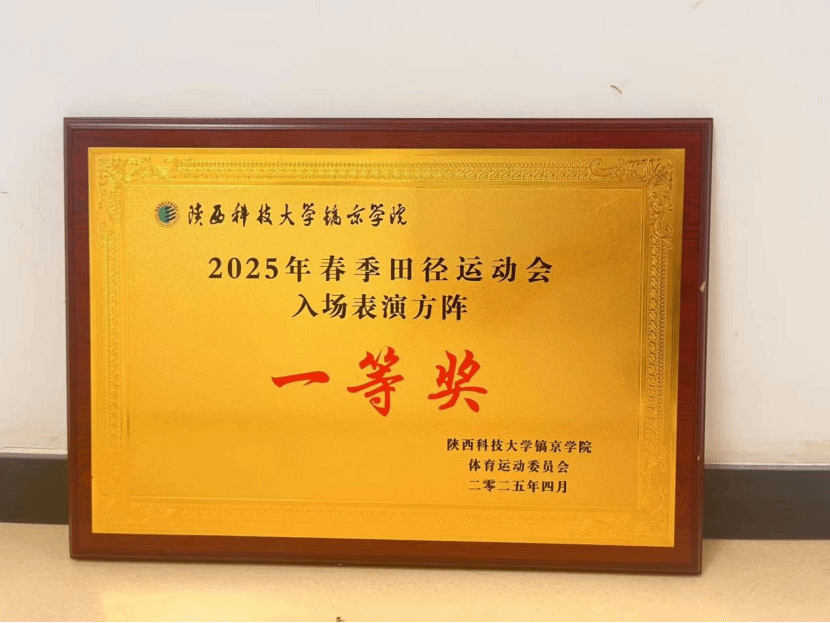 陕西科技大学镐京学院
2025年春季田径运动会
入场表演方阵
一等奖
陕西科技大学镐京学院
体育运动委员会
二零二五年四月